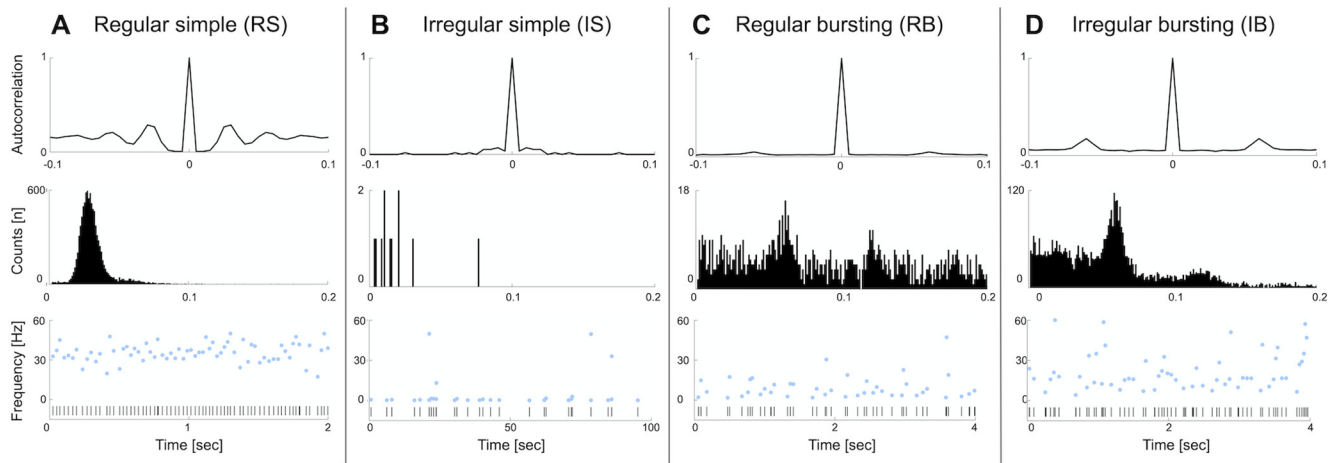 A Regular simple (RS)
B Irregular simple (IS)
C Regular bursting (RB)
D Irregular bursting (IB)
Autocorrelation
1
0
-0.1 0 0.1
1
0
-0.1 0 0.1
1
0
-0.1 0 0.1
1
0
-0.1 0 0.1
Counts [n]
600
0
0 0.1 0.2
2
0
0 0.1 0.2
18
0
0 0.1 0.2
120
0
0 0.1 0.2
Frequency [Hz]
60
30
0
0 1 2
Time [sec]
60
30
0
0 50 100
Time [sec]
60
30
0
0 2 4
Time [sec]
60
30
0
0 2 4
Time [sec]